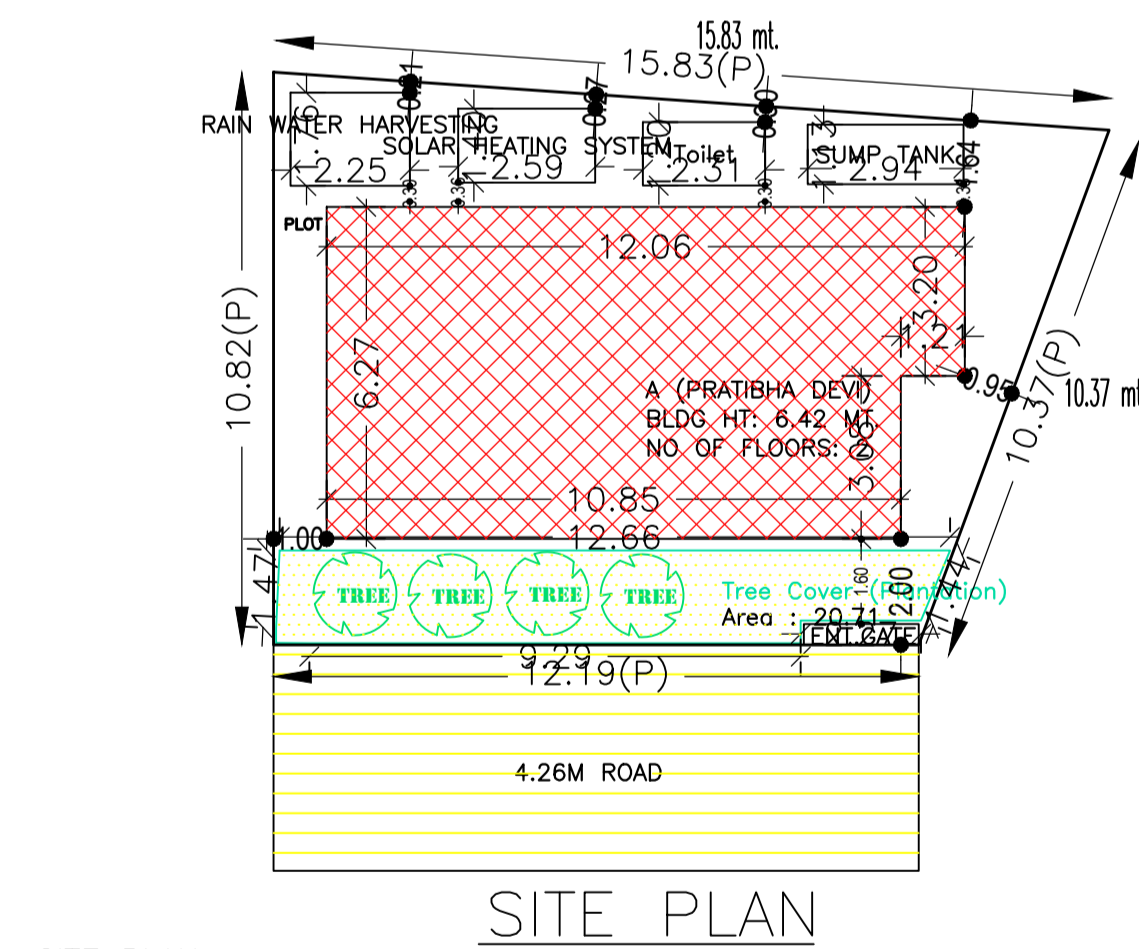 15.83 mt.
15.83(P)
RAIN WATER HARVESTING
SOLAR HEATING SYSTEM
Toilet
SUMP TANK
2.25
2.59
2.31
2.94
1.64
PLOT
12.06
3.20
1.21
10.82(P)
6.27
0.95
10.37(P)
10.37 mt
A (PRATIBHA DEVI)
BLDG HT: 6.42 MT.
NO OF FLOORS: 2
10.85
12.66
1.00
1.47
TREE
TREE
TREE
TREE
Tree Cover (Plantation)
Area : 20.71
1.60
2.00
1.44
ENT.GATE
9.29
12.19(P)
4.26M ROAD
SITE PLAN